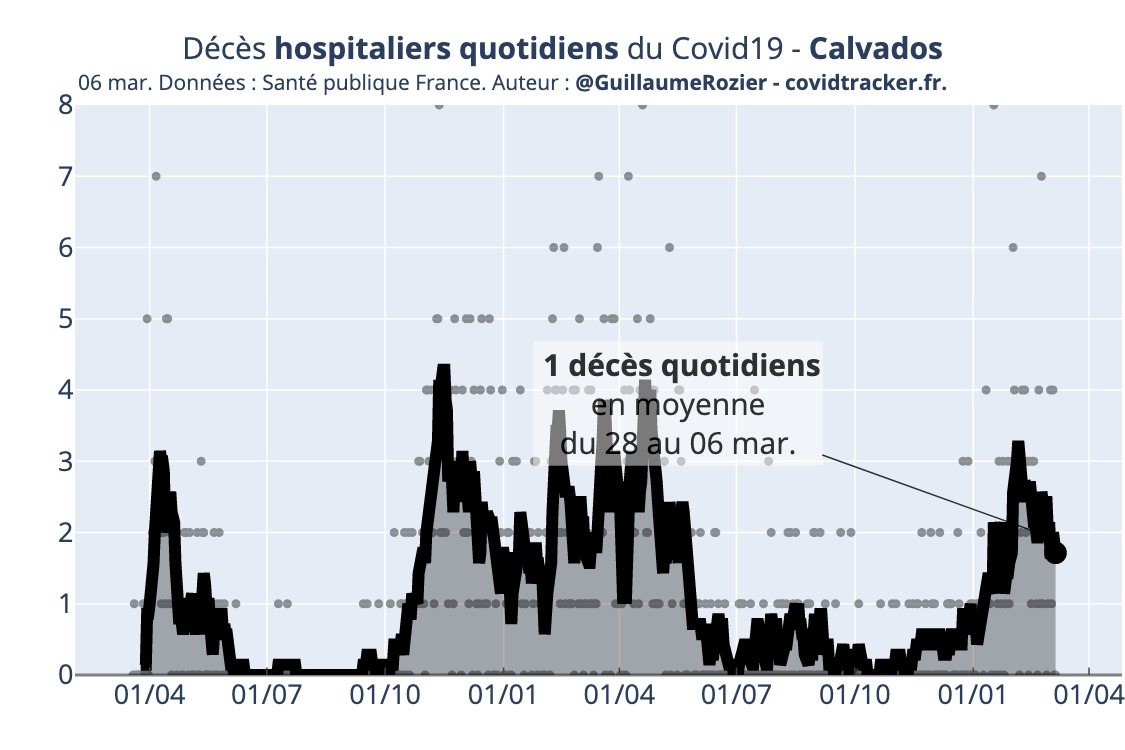 Décès hospitaliers quotidiens du Covid19 - Calvados
06 mar. Données : Santé publique France. Auteur : @GuillaumeRozier - covidtracker.fr.
8
7
6
5
4
3
2
1
0
1 décès quotidiens
en moyenne
du 28 au 06 mar.
01/04 01/07 01/10 01/01 01/04 01/07 01/10 01/01 01/04